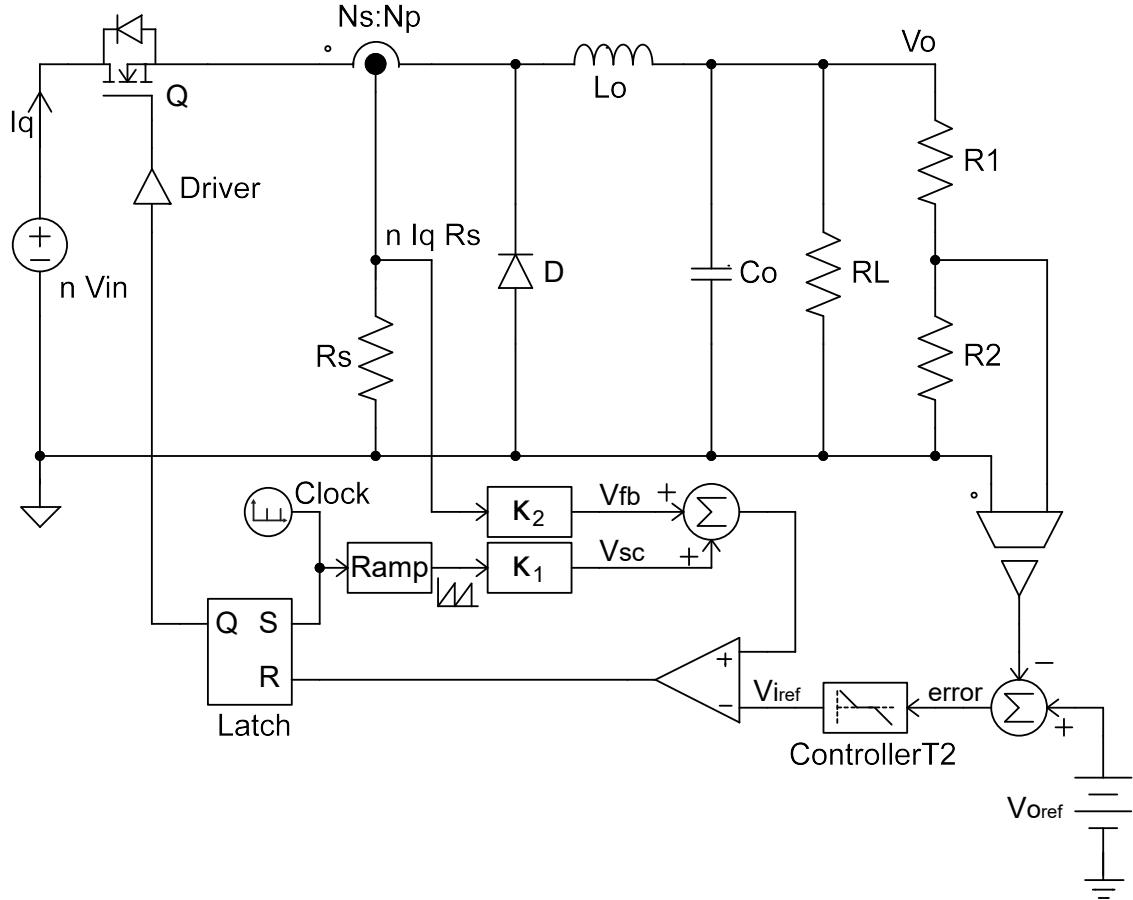 Ns:Np
Vo
Q
Lo
Iq
R1
Driver
n Iq Rs
n Vin
D
Co
RL
Rs
R2
Clock
K2
Vfb
+
Σ
Ramp
K1
Vsc
+
Q S
R
Latch
+
−
Viref
ControllerT2
error
−
Σ
+
Voref